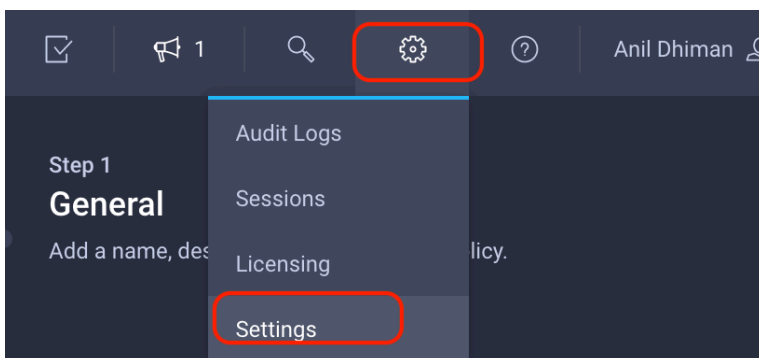 1
Anil Dhiman
Audit Logs
Step 1
General
Sessions
Add a name, des
licy.
Licensing
Settings